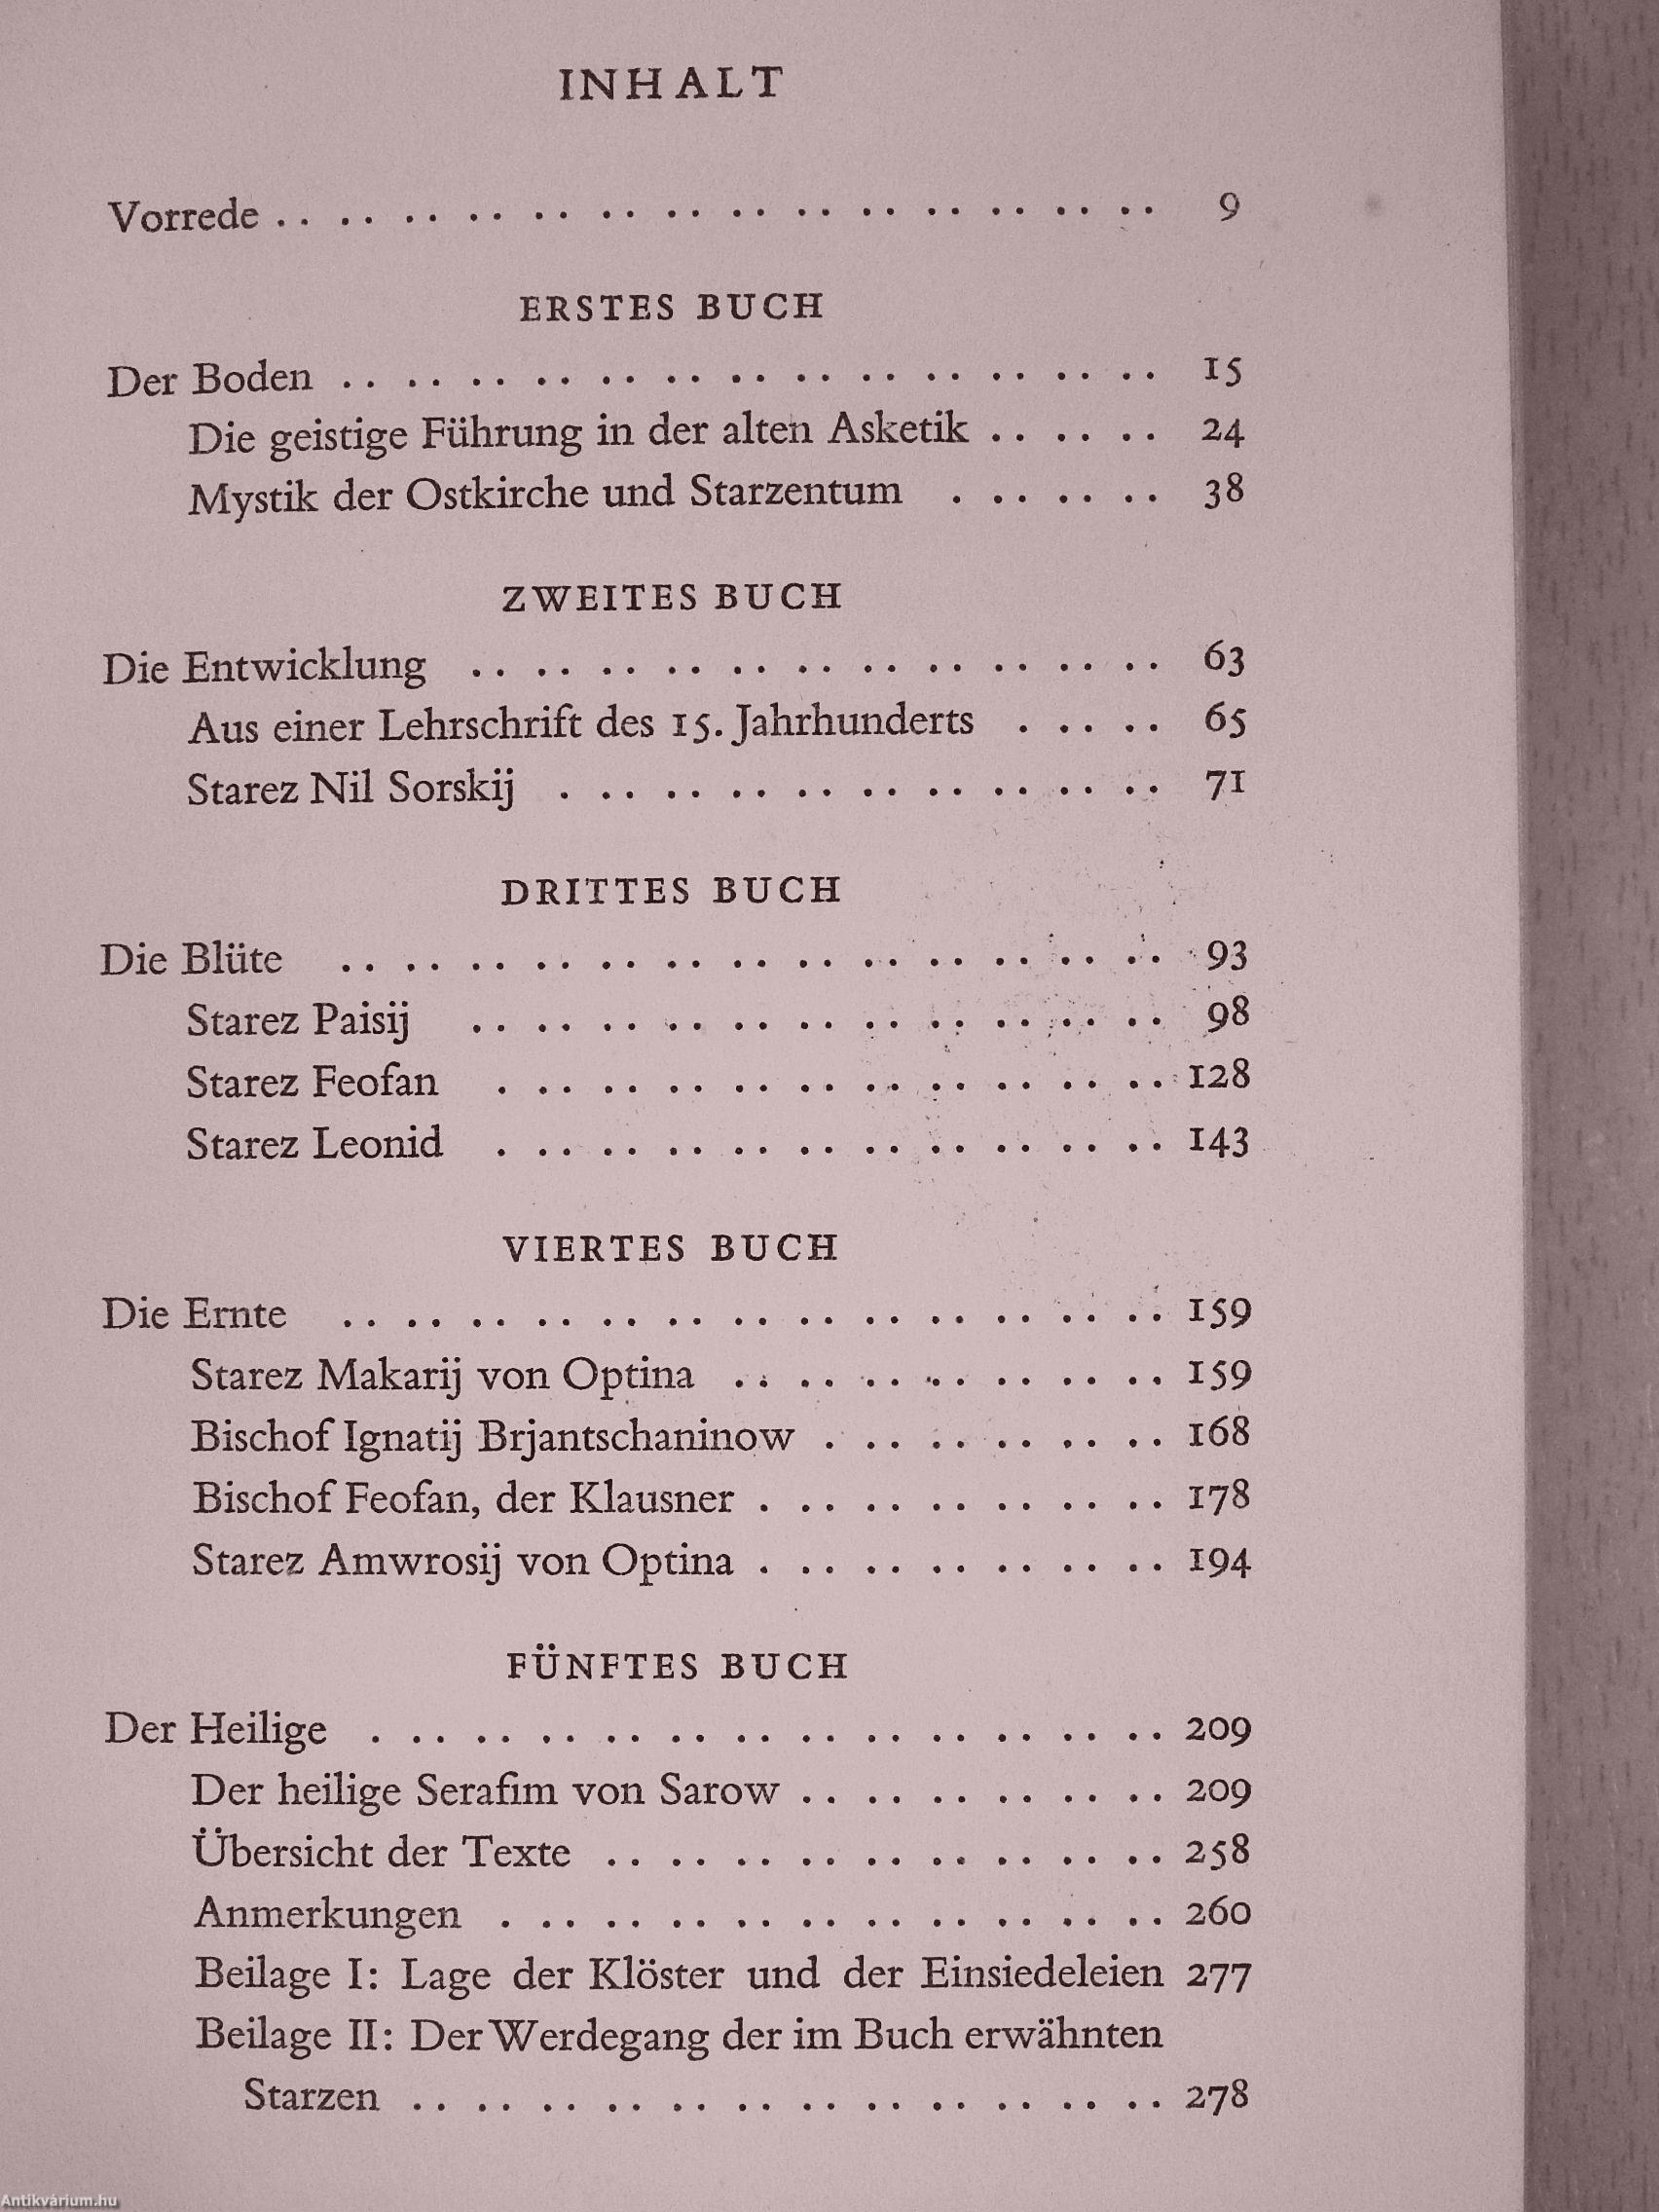 INHALT
Vorrede . . . . . . . . . . . . . . . . . . . . . . . . . . . . 9
ERSTES BUCH
Der Boden . . . . . . . . . . . . . . . . . . . . . . . . . . 15
Die geistige Führung in der alten Asketik . . . . . . 24
Mystik der Ostkirche und Starzentum . . . . . . . 38
ZWEITES BUCH
Die Entwicklung . . . . . . . . . . . . . . . . . . . . . . 63
Aus einer Lehrschrift des 15. Jahrhunderts . . . . . 65
Starez Nil Sorskij . . . . . . . . . . . . . . . . . . . 71
DRITTES BUCH
Die Blüte . . . . . . . . . . . . . . . . . . . . . . . . . . 93
Starez Paisij . . . . . . . . . . . . . . . . . . . . . . 98
Starez Feofan . . . . . . . . . . . . . . . . . . . . . 128
Starez Leonid . . . . . . . . . . . . . . . . . . . . . 143
VIERTES BUCH
Die Ernte . . . . . . . . . . . . . . . . . . . . . . . . . . 159
Starez Makarij von Optina . . . . . . . . . . . . . . 159
Bischof Ignatij Brjantschaninow . . . . . . . . . . . 168
Bischof Feofan, der Klausner . . . . . . . . . . . . . 178
Starez Amwrosij von Optina . . . . . . . . . . . . . 194
FÜNFTES BUCH
Der Heilige . . . . . . . . . . . . . . . . . . . . . . . . . 209
Der heilige Serafim von Sarow . . . . . . . . . . . . 209
Übersicht der Texte . . . . . . . . . . . . . . . . . . 258
Anmerkungen . . . . . . . . . . . . . . . . . . . . . 260
Beilage I: Lage der Klöster und der Einsiedeleien 277
Beilage II: Der Werdegang der im Buch erwähnten
Starzen . . . . . . . . . . . . . . . . . . . . . . . . 278
Antikvárium.hu